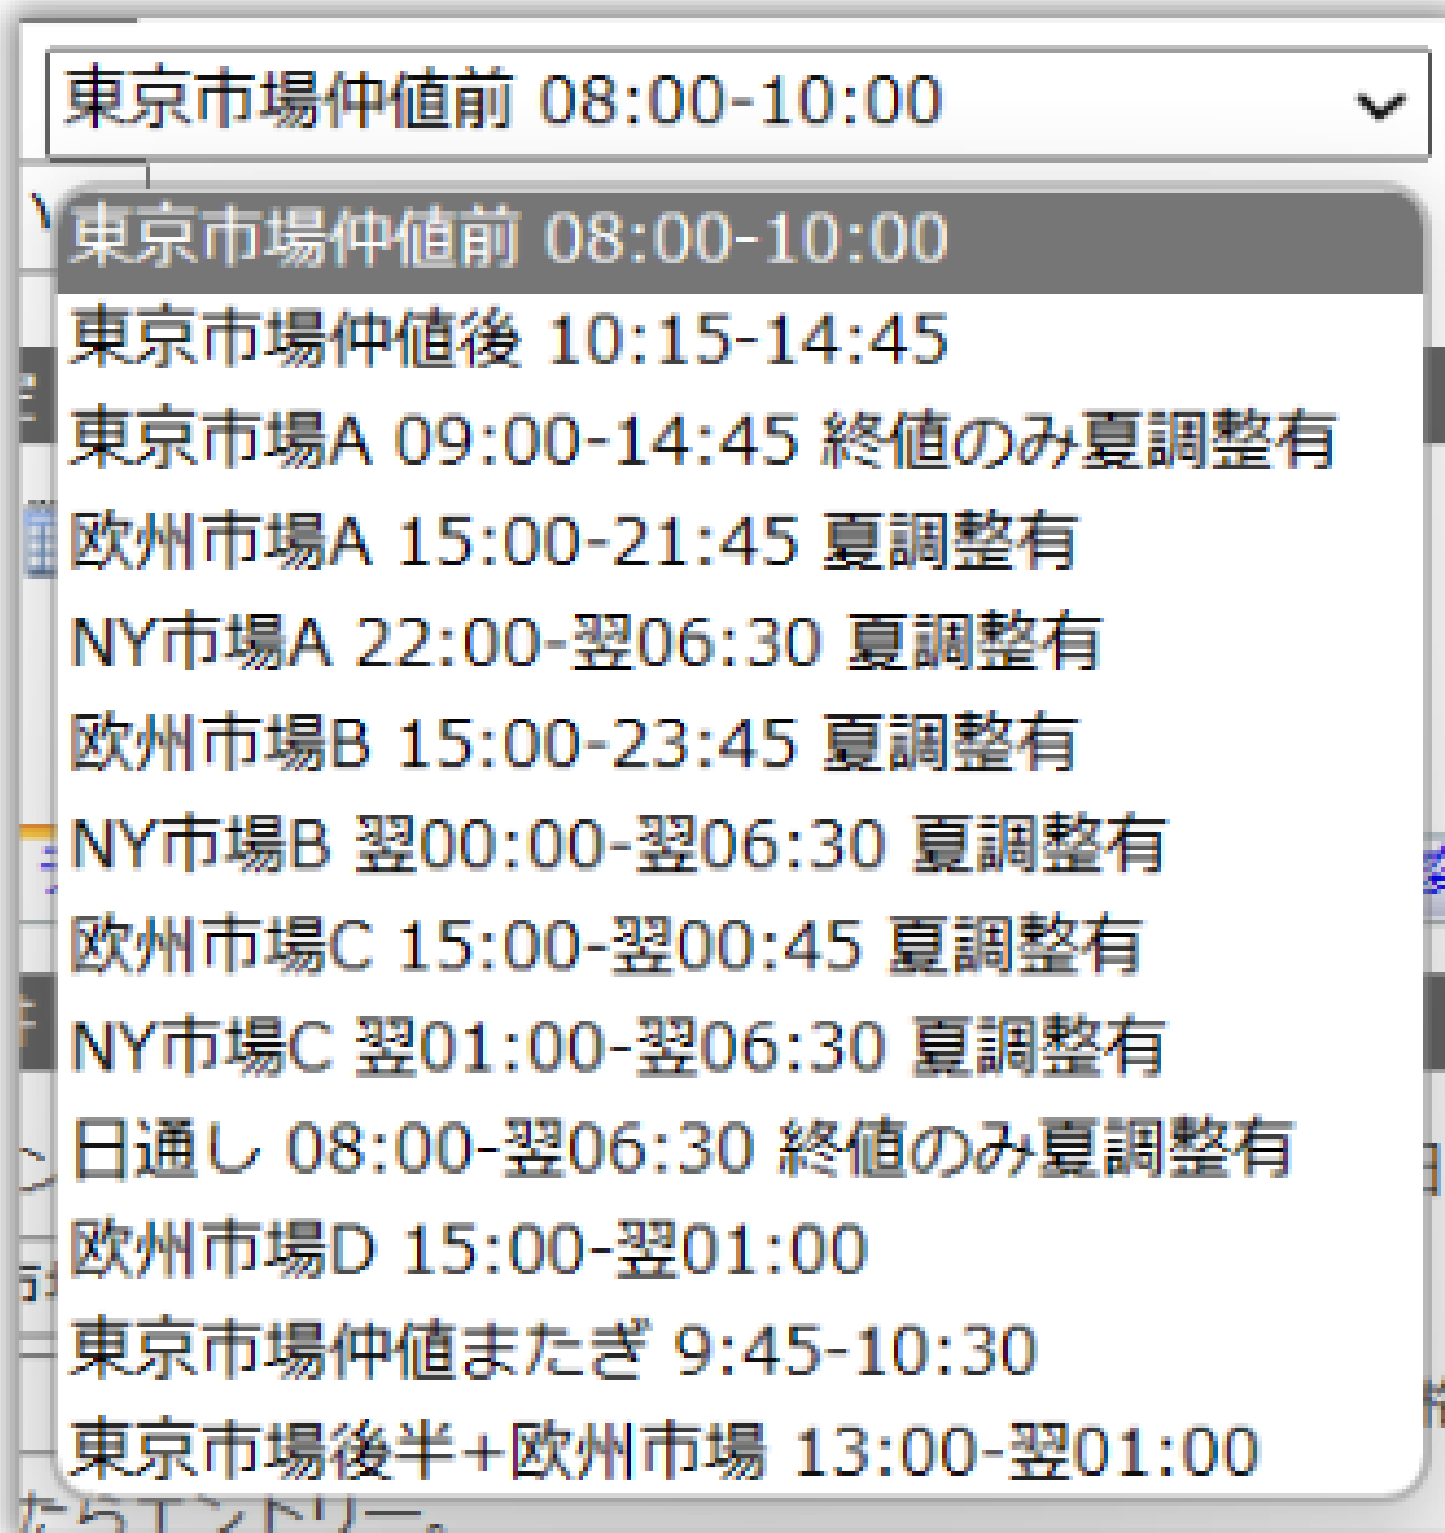 東京市場仲値前 08:00-10:00
東京市場仲値前 08:00-10:00
東京市場仲値後 10:15-14:45
東京市場A 09:00-14:45 終値のみ夏調整有
欧州市場A 15:00-21:45 夏調整有
NY市場A 22:00-翌06:30 夏調整有
欧州市場B 15:00-23:45 夏調整有
NY市場B 翌00:00-翌06:30 夏調整有
欧州市場C 15:00-翌00:45 夏調整有
NY市場C 翌01:00-翌06:30 夏調整有
日通し 08:00-翌06:30 終値のみ夏調整有
欧州市場D 15:00-翌01:00
東京市場仲値またぎ 9:45-10:30
東京市場後半+欧州市場 13:00-翌01:00
たらエントリー。